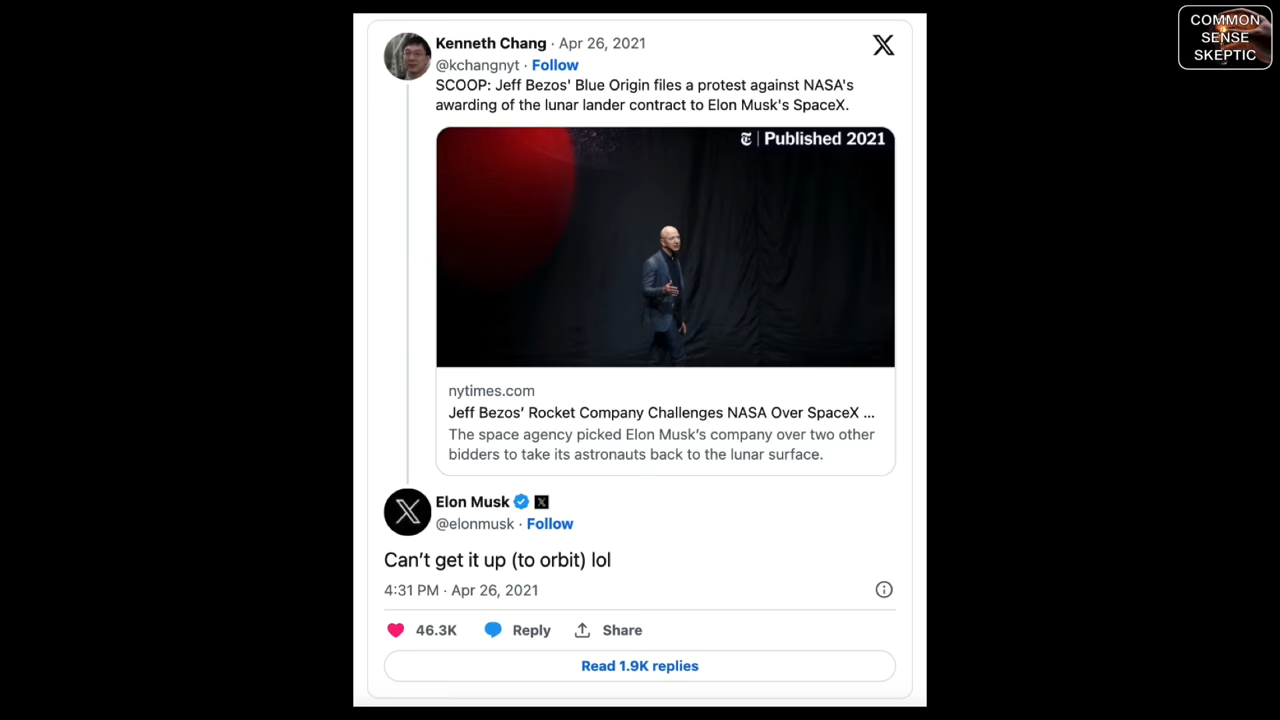 COMMON
SENSE
SKEPTIC
Kenneth Chang · Apr 26, 2021
@kchangnyt · Follow
SCOOP: Jeff Bezos' Blue Origin files a protest against NASA's
awarding of the lunar lander contract to Elon Musk's SpaceX.
Published 2021
nytimes.com
Jeff Bezos’ Rocket Company Challenges NASA Over SpaceX ...
The space agency picked Elon Musk’s company over two other
bidders to take its astronauts back to the lunar surface.
Elon Musk
@elonmusk · Follow
Can’t get it up (to orbit) lol
4:31 PM · Apr 26, 2021
46.3K Reply Share
Read 1.9K replies